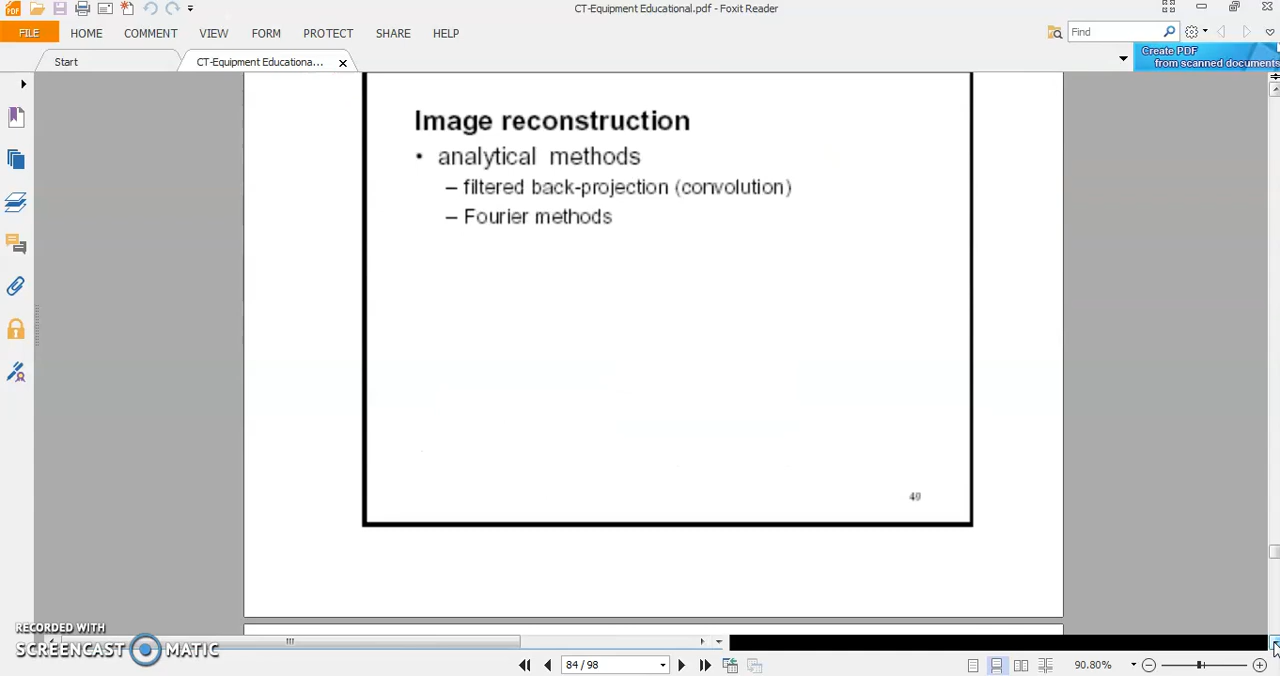 CT-Equipment Educational.pdf - Foxit Reader
FILE HOME COMMENT VIEW FORM PROTECT SHARE HELP
Find
Start CT-Equipment Educationa...
Create PDF
from scanned documents
Image reconstruction
• analytical methods
– filtered back-projection (convolution)
– Fourier methods
49
RECORDED WITH
SCREENCAST MATIC
84 / 98
90.80%